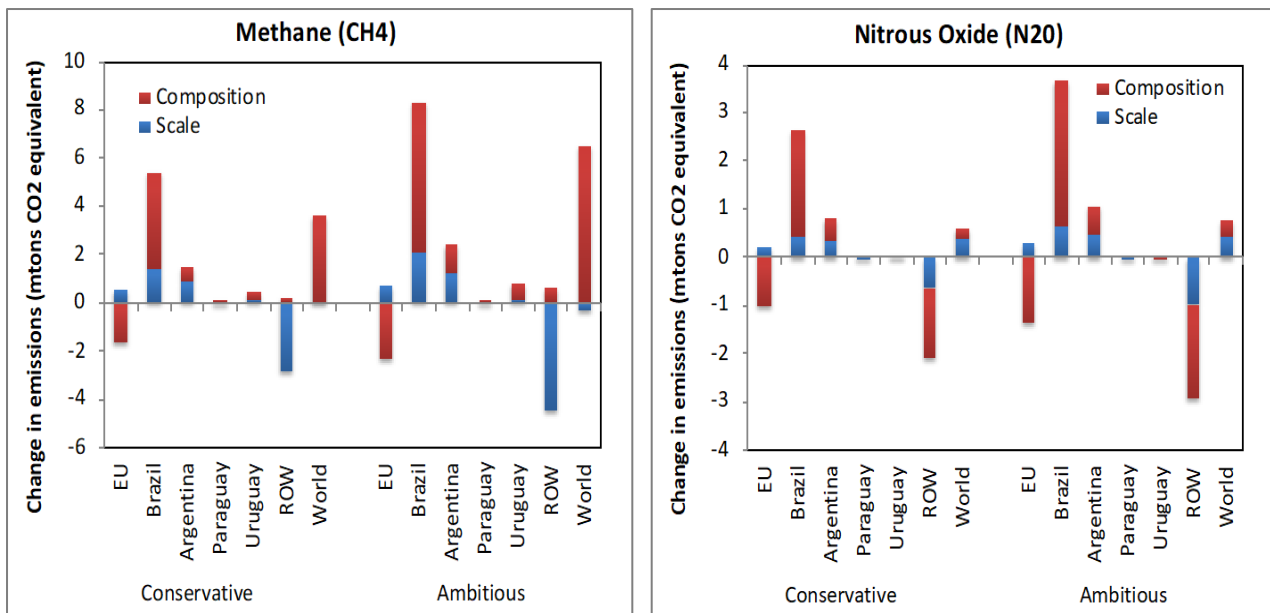 Methane (CH4)
Change in emissions (mtons CO2 equivalent)
10
8
6
4
2
0
-2
-4
-6
Composition
Scale
EU
Brazil
Argentina
Paraguay
Uruguay
ROW
World
EU
Brazil
Argentina
Paraguay
Uruguay
ROW
World
Conservative
Ambitious
Nitrous Oxide (N20)
Change in emissions (mtons CO2 equivalent)
4
3
2
1
0
-1
-2
-3
-4
Composition
Scale
EU
Brazil
Argentina
Paraguay
Uruguay
ROW
World
EU
Brazil
Argentina
Paraguay
Uruguay
ROW
World
Conservative
Ambitious